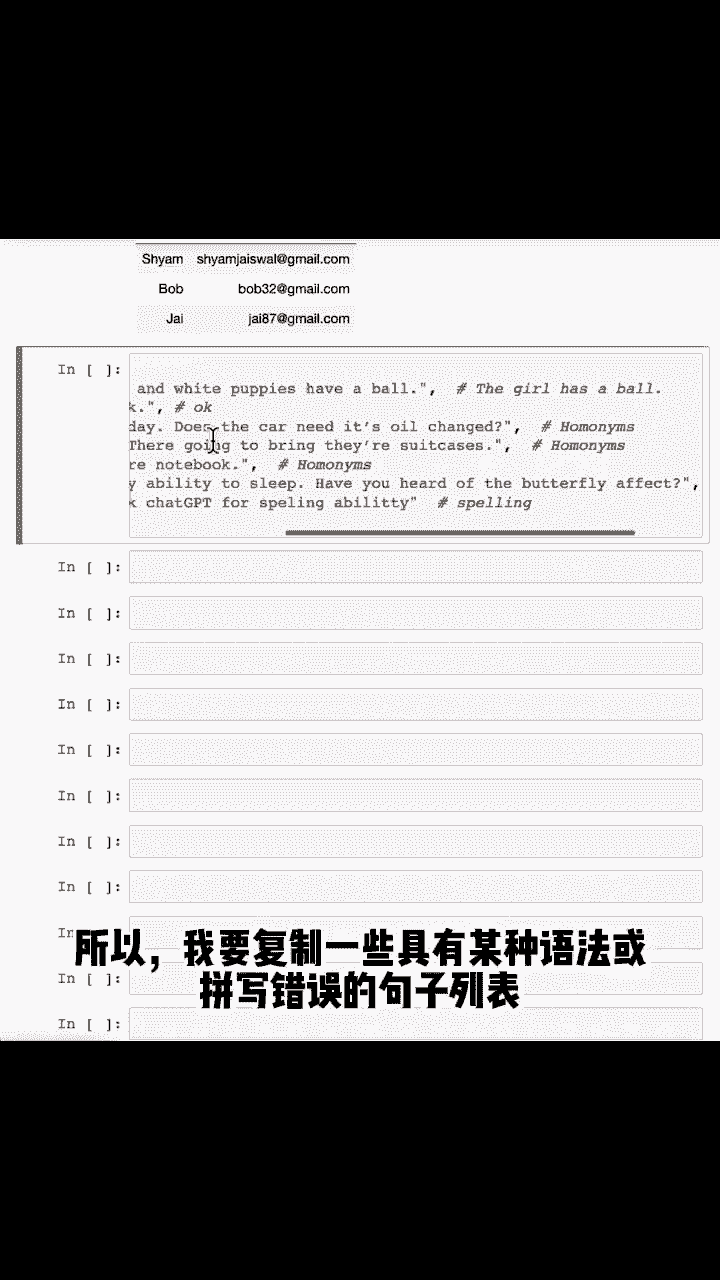 Shyam shyamjaiswal@gmail.com
Bob bob32@gmail.com
Jai jai87@gmail.com
In [ ]:
and white puppies have a ball.", # The girl has a ball.
k.", # ok
day. Does the car need it’s oil changed?", # Homonyms
There going to bring they’re suitcases.", # Homonyms
re notebook.", # Homonyms
y ability to sleep. Have you heard of the butterfly affect?",
k chatGPT for speling abilitty" # spelling
In [ ]:
In [ ]:
In [ ]:
In [ ]:
In [ ]:
In [ ]:
In [ ]:
In [ ]:
In
所以，我要复制一些具有某种语法或
In [ ]:
拼写错误的句子列表
In [ ]: